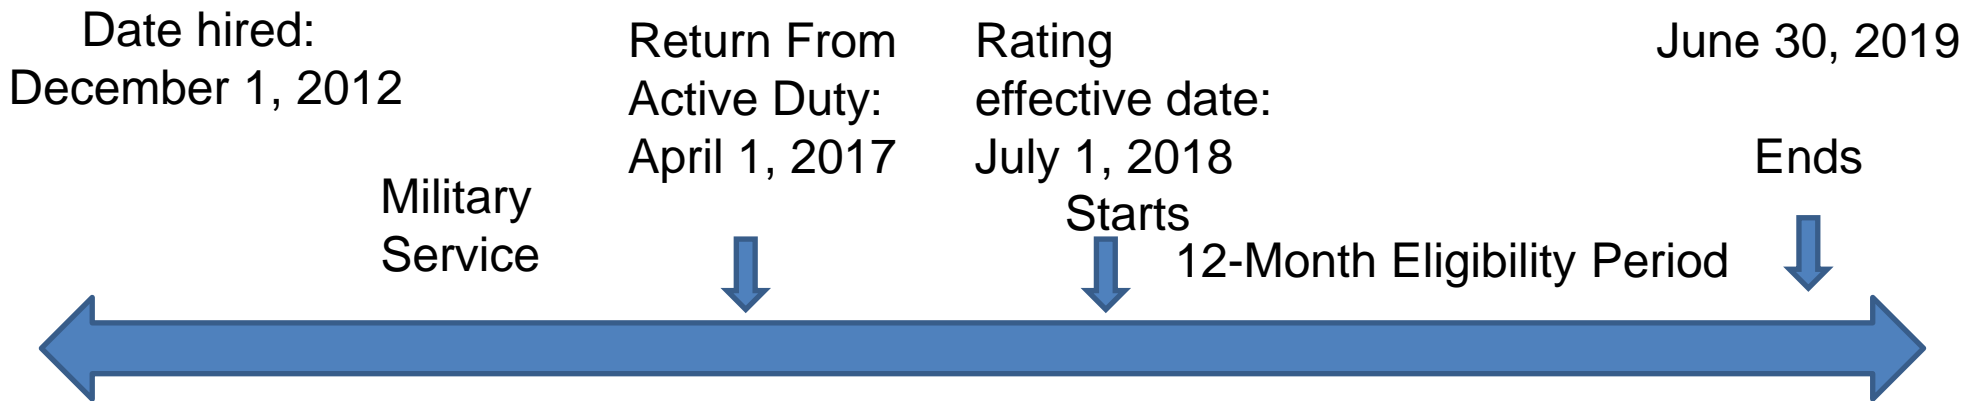 Date hired:
December 1, 2012
Military
Service
Return From
Active Duty:
April 1, 2017
Rating
effective date:
July 1, 2018
Starts
12-Month Eligibility Period
June 30, 2019
Ends